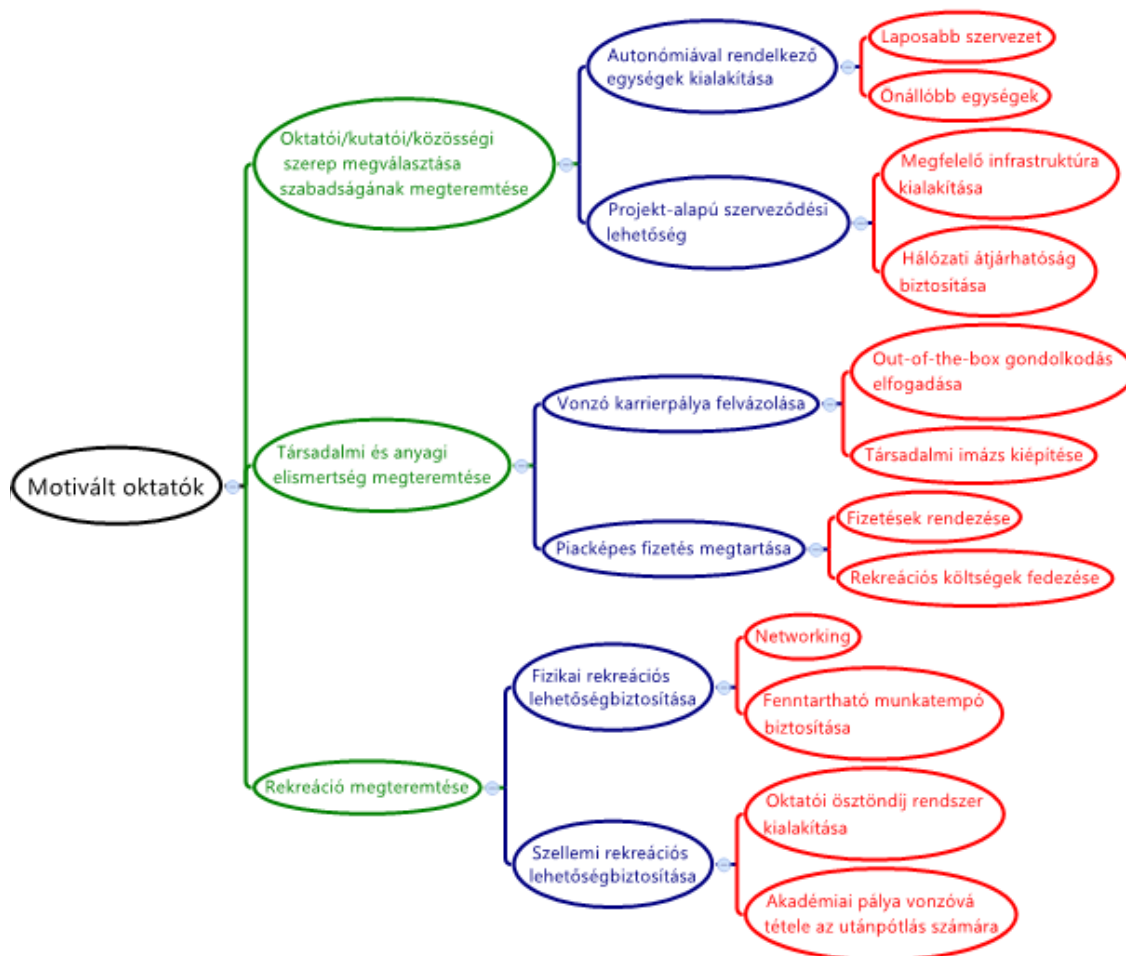 Motivált oktatók
Oktatói/kutatói/közösségi
szerep megválasztása
szabadságának megteremtése
Autonómiával rendelkező
egységek kialakítása
Laposabb szervezet
Önállóbb egységek
Projekt-alapú szerveződési
lehetőség
Megfelelő infrastruktúra
kialakítása
Hálózati átjárhatóság
biztosítása
Társadalmi és anyagi
elismertség megteremtése
Vonzó karrierpálya felvázolása
Out-of-the-box gondolkodás
elfogadása
Társadalmi imázs kiépítése
Piacképes fizetés megtartása
Fizetések rendezése
Rekreációs költségek fedezése
Rekreáció megteremtése
Fizikai rekreációs
lehetőségbiztosítása
Networking
Fenntartható munkatempó
biztosítása
Szellemi rekreációs
lehetőségbiztosítása
Oktatói ösztöndíj rendszer
kialakítása
Akadémiai pálya vonzóvá
tétele az utánpótlás számára